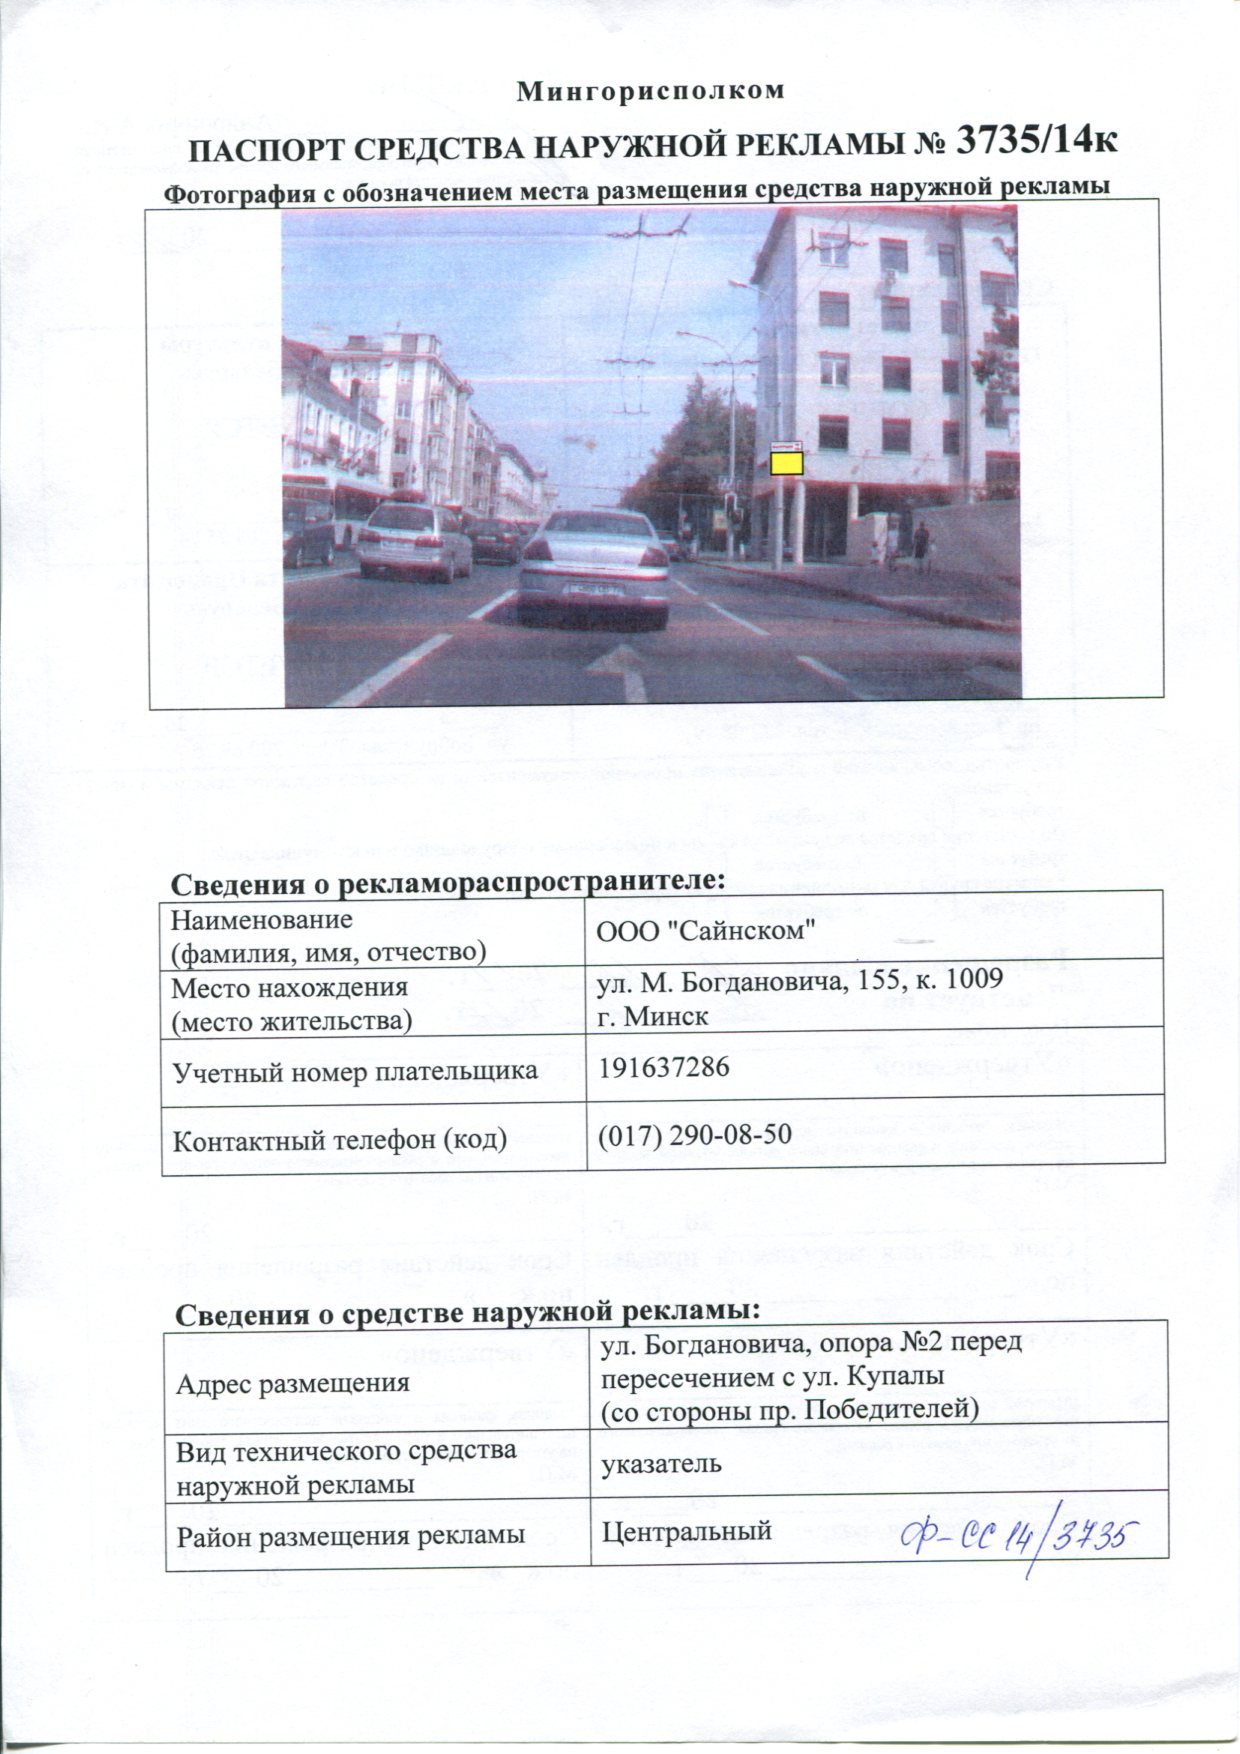 Мингорисполком
ПАСПОРТ СРЕДСТВА НАРУЖНОЙ РЕКЛАМЫ № 3735/14к
Фотография с обозначением места размещения средства наружной рекламы
Сведения о рекламораспространителе:
Наименование
(фамилия, имя, отчество)
ООО "Сайнском"
Место нахождения
(место жительства)
ул. М. Богдановича, 155, к. 1009
г. Минск
Учетный номер плательщика
191637286
Контактный телефон (код)
(017) 290-08-50
Сведения о средстве наружной рекламы:
Адрес размещения
ул. Богдановича, опора №2 перед
пересечением с ул. Купалы
(со стороны пр. Победителей)
Вид технического средства
наружной рекламы
указатель
Район размещения рекламы
Центральный
Ф-СС 14/3735